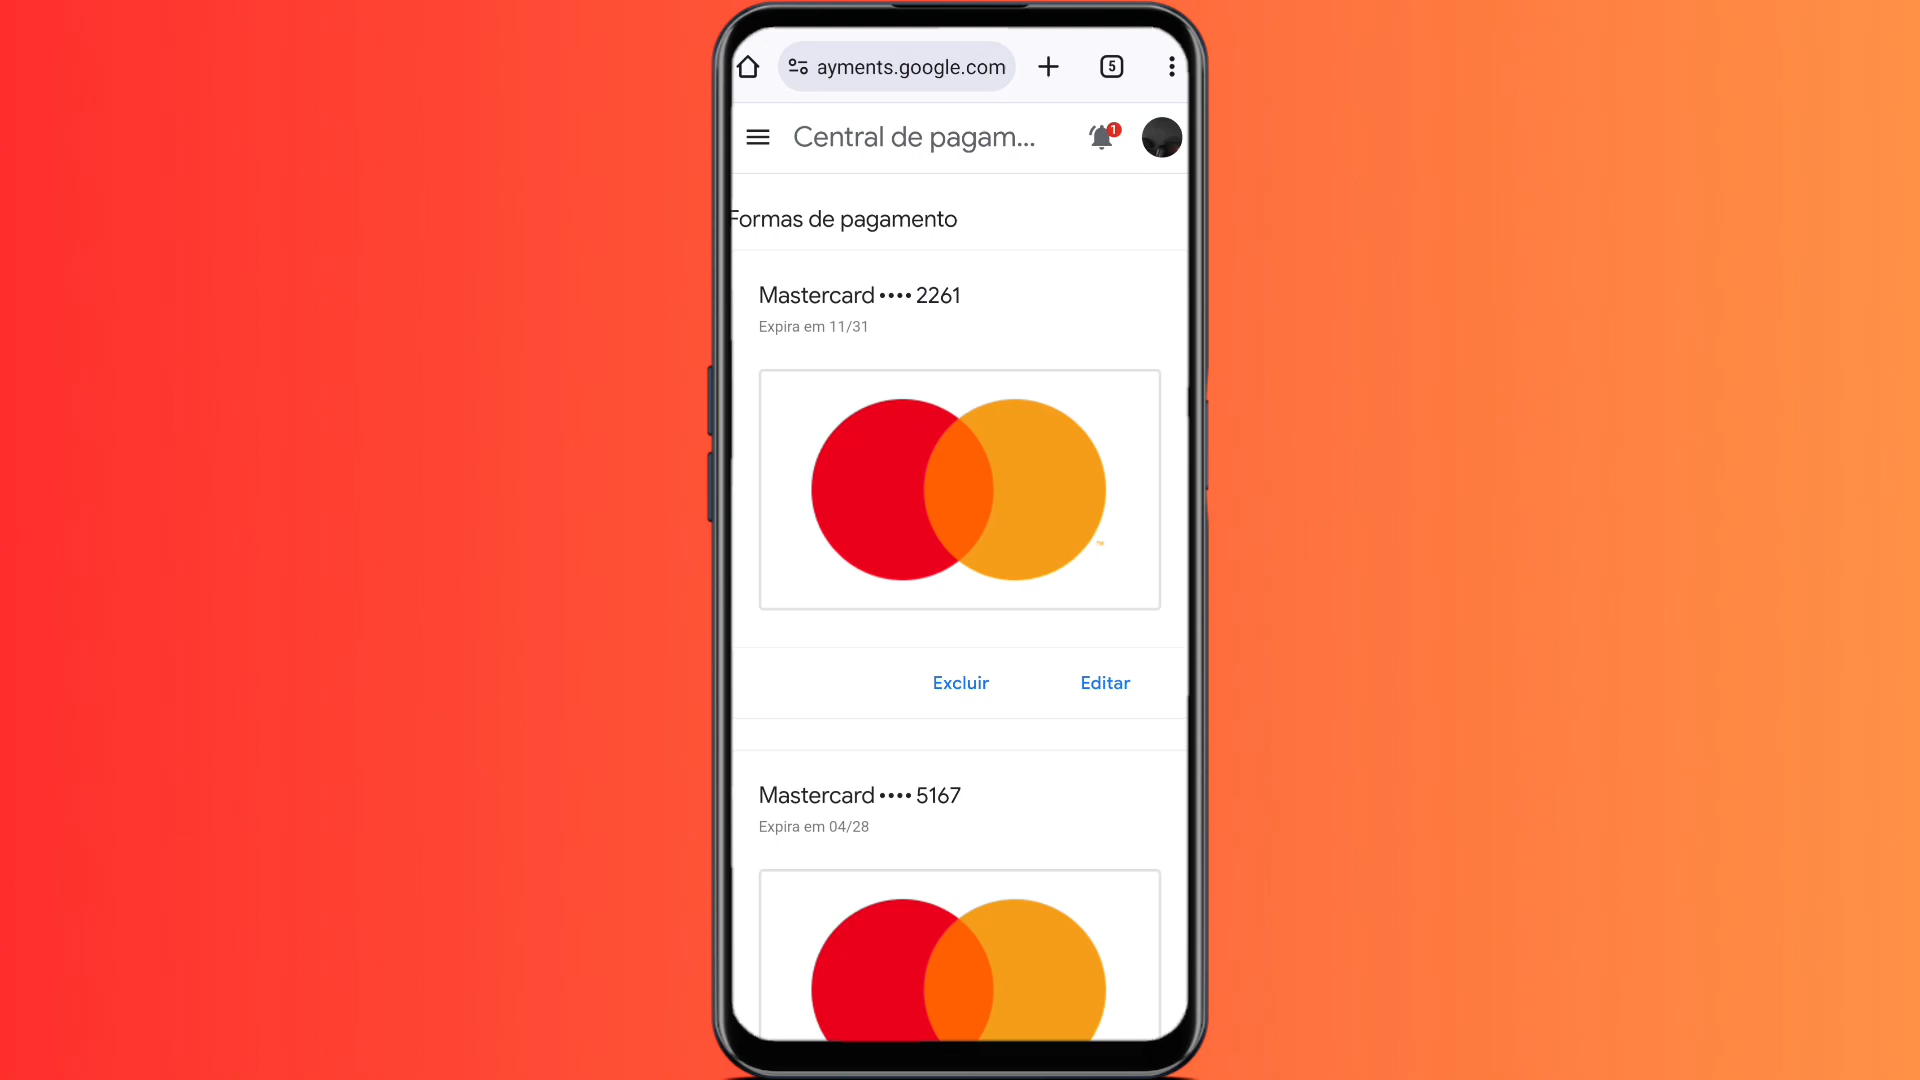 ayments.google.com
5
Central de pagam...
1
Formas de pagamento
Mastercard •••• 2261
Expira em 11/31
TM
Excluir
Editar
Mastercard •••• 5167
Expira em 04/28